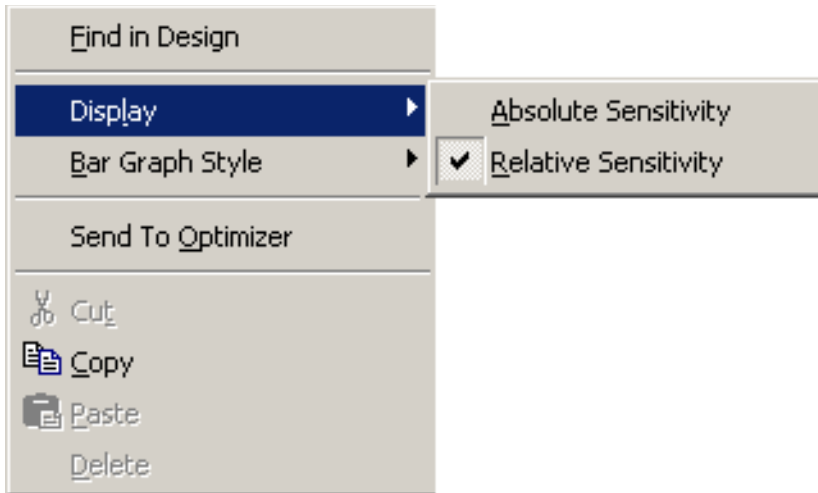 Find in Design
Display
Bar Graph Style
Send To Optimizer
Cut
Copy
Paste
Delete
Absolute Sensitivity
Relative Sensitivity